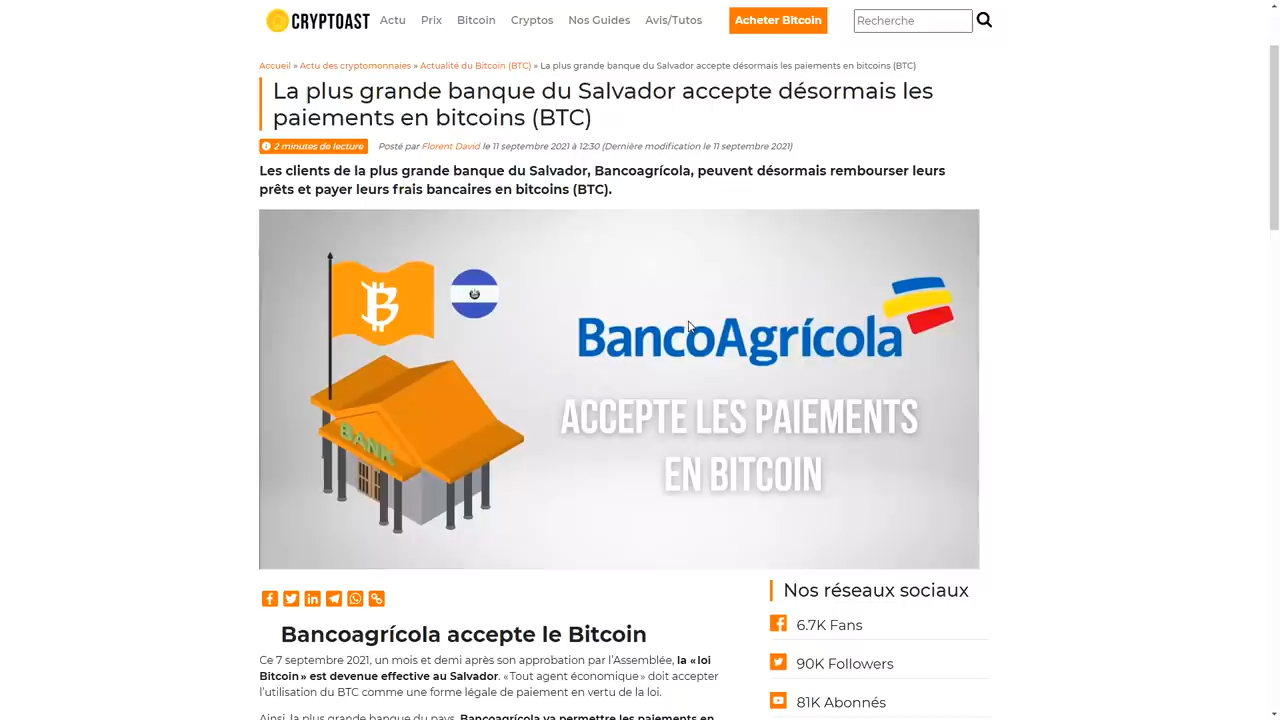 CRYPTOAST Actu Prix Bitcoin Cryptos Nos Guides Avis/Tutos Acheter Bitcoin Recherche
Accueil » Actu des cryptomonnaies » Actualité du Bitcoin (BTC) » La plus grande banque du Salvador accepte désormais les paiements en bitcoins (BTC)
La plus grande banque du Salvador accepte désormais les
paiements en bitcoins (BTC)
2 minutes de lecture Posté par Florent David le 11 septembre 2021 à 12:30 (Dernière modification le 11 septembre 2021)
Les clients de la plus grande banque du Salvador, Bancoagrícola, peuvent désormais rembourser leurs
prêts et payer leurs frais bancaires en bitcoins (BTC).
BANK
BancoAgrícola
ACCEPTE LES PAIEMENTS
EN BITCOIN
Bancoagrícola accepte le Bitcoin
Ce 7 septembre 2021, un mois et demi après son approbation par l'Assemblée, la « loi
Bitcoin » est devenue effective au Salvador. « Tout agent économique » doit accepter
l'utilisation du BTC comme une forme légale de paiement en vertu de la loi.
Ainsi, la plus grande banque du pays, Bancoagrícola va permettre les paiements en
Nos réseaux sociaux
6.7K Fans
90K Followers
81K Abonnés